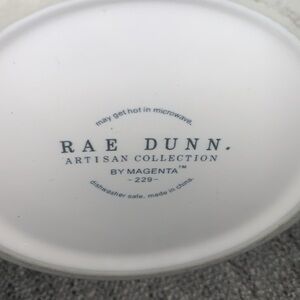 may get hot in microwave.
RAE DUNN.
ARTISAN COLLECTION
BY MAGENTA™
-229-
dishwasher safe. made in china.